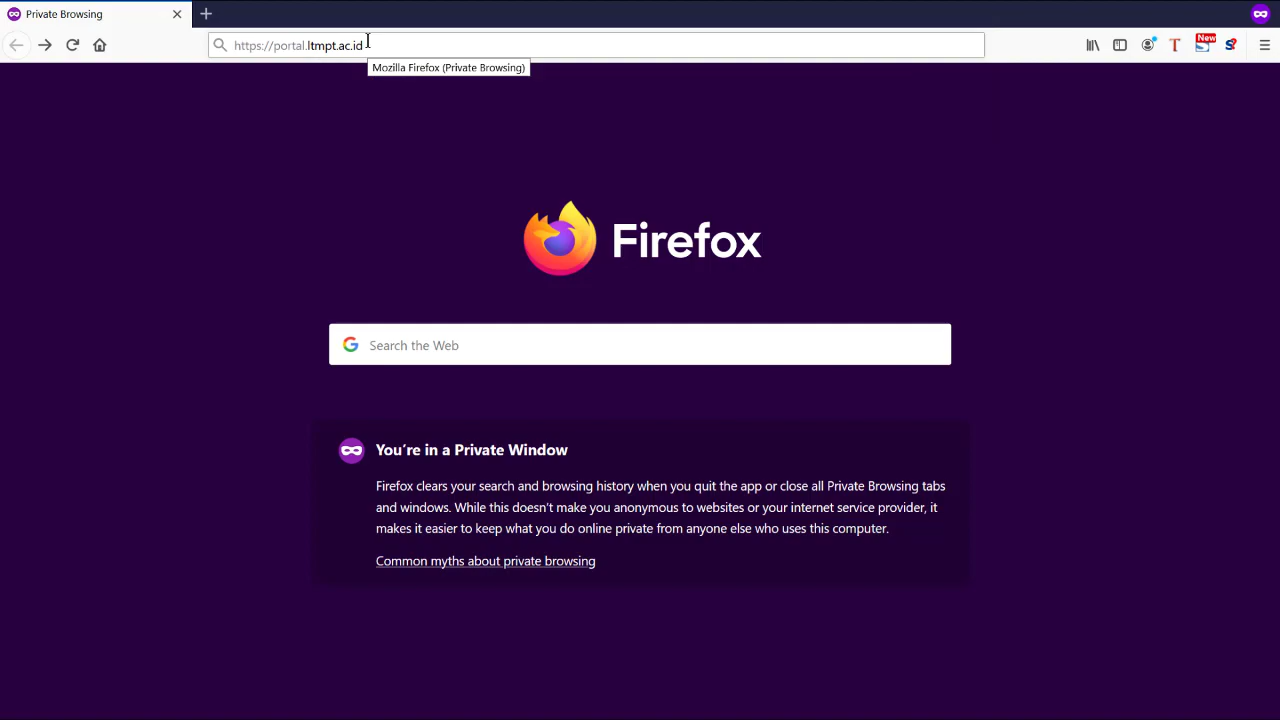 Private Browsing
https://portal.ltmpt.ac.id
New
T
S?
Mozilla Firefox (Private Browsing)
Firefox
Search the Web
You're in a Private Window
Firefox clears your search and browsing history when you quit the app or close all Private Browsing tabs
and windows. While this doesn't make you anonymous to websites or your internet service provider, it
makes it easier to keep what you do online private from anyone else who uses this computer.
Common myths about private browsing